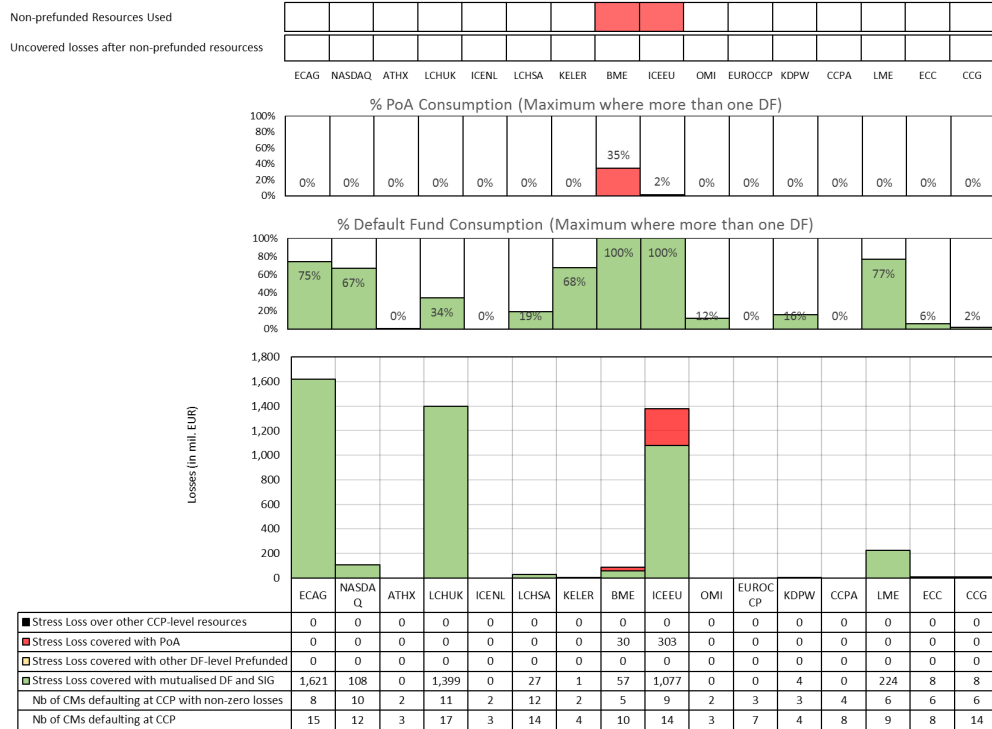 Non-prefunded Resources Used
Uncovered losses after non-prefunded resourcess
ECAG NASDAQ ATHX LCHUK ICENL LCHSA KELER BME ICEEU OMI EUROCCP KDPW CCPA LME ECC CCG
% PoA Consumption (Maximum where more than one DF)
100%
80%
60%
40%
20%
0%
0% 0% 0% 0% 0% 0% 0% 35% 2% 0% 0% 0% 0% 0% 0% 0%
% Default Fund Consumption (Maximum where more than one DF)
100%
80%
60%
40%
20%
0%
75% 67% 0% 34% 0% 19% 68% 100% 100% 12% 0% 16% 0% 77% 6% 2%
Losses (in mil. EUR)
1,800
1,600
1,400
1,200
1,000
800
600
400
200
0
ECAG NASDA Q ATHX LCHUK ICENL LCHSA KELER BME ICEEU OMI EUROC CP KDPW CCPA LME ECC CCG
Stress Loss over other CCP-level resources 0 0 0 0 0 0 0 0 0 0 0 0 0 0 0 0
Stress Loss covered with PoA 0 0 0 0 0 0 0 30 303 0 0 0 0 0 0 0
Stress Loss covered with other DF-level Prefunded 0 0 0 0 0 0 0 0 0 0 0 0 0 0 0 0
Stress Loss covered with mutualised DF and SIG 1,621 108 0 1,399 0 27 1 57 1,077 0 0 4 0 224 8 8
Nb of CMs defaulting at CCP with non-zero losses 8 10 2 11 2 12 2 5 9 2 3 3 4 6 6 6
Nb of CMs defaulting at CCP 15 12 3 17 3 14 4 10 14 3 7 4 8 9 8 14